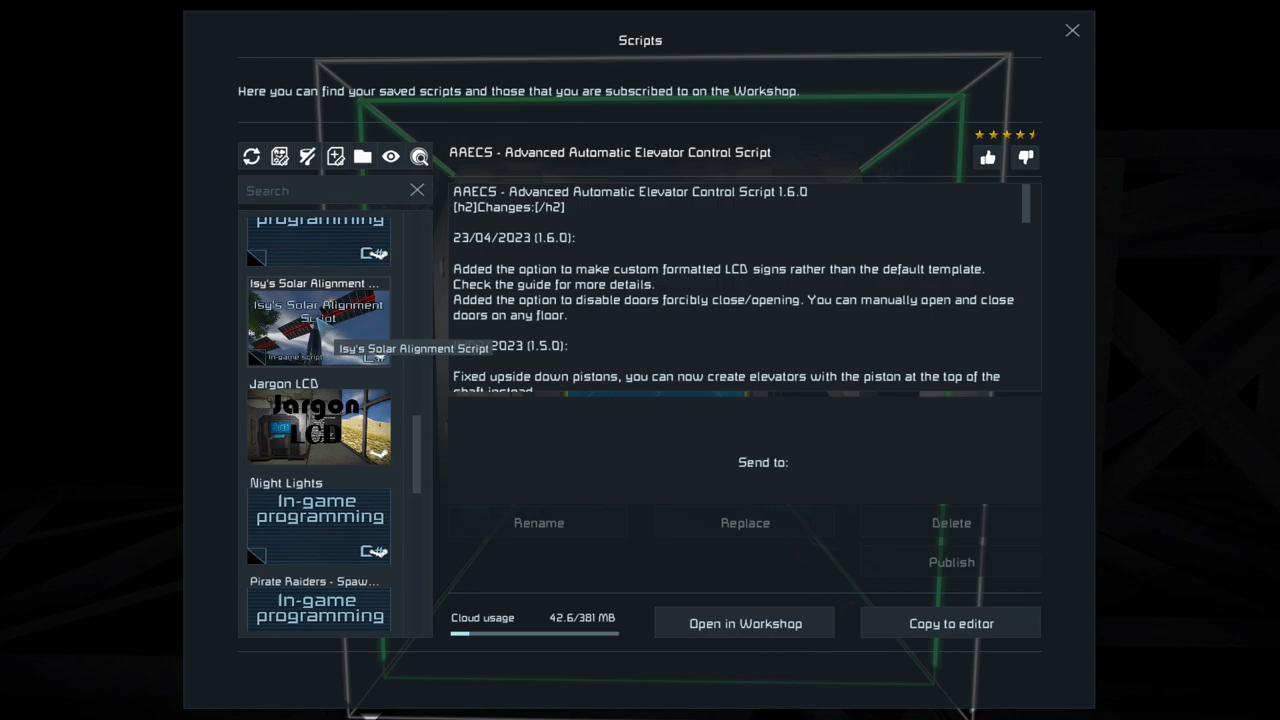 Scripts
Here you can find your saved scripts and those that you are subscribed to on the Workshop.
AAECS - Advanced Automatic Elevator Control Script
Search
programming
C#
Isy's Solar Alignment ...
Isy's Solar Alignment
Script
In-game script
Isy's Solar Alignment Script
Jargon LCD
Jargon
LCD
Night Lights
In-game
programming
C#
Pirate Raiders - Spaw...
In-game
programming
AAECS - Advanced Automatic Elevator Control Script 1.6.0
[h2]Changes:[/h2]
23/04/2023 (1.6.0):
Added the option to make custom formatted LCD signs rather than the default template.
Check the guide for more details.
Added the option to disable doors forcibly close/opening. You can manually open and close
doors on any floor.
2023 (1.5.0):
Fixed upside down pistons, you can now create elevators with the piston at the top of the
shaft instead
Send to:
Rename
Replace
Delete
Publish
Cloud usage
42.6/381 MB
Open in Workshop
Copy to editor